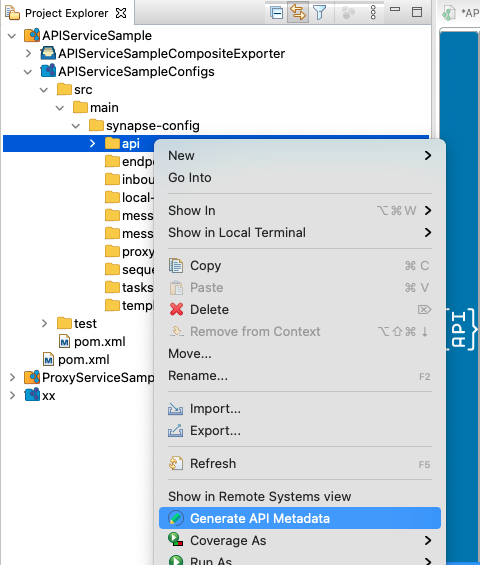 Project Explorer
*AP
APIServiceSample
APIServiceSampleCompositeExporter
APIServiceSampleConfigs
src
main
synapse-config
api
endp
inbou
local-
mess
mess
proxy
seque
tasks
templ
test
pom.xml
pom.xml
ProxyServiceSamp
xx
New
Go Into
Show In ⌥⌘W
Show in Local Terminal
Copy ⌘C
Paste ⌘V
Delete ⌦
Remove from Context ⌥⇧⌘↓
Move...
Rename... F2
Import...
Export...
Refresh F5
Show in Remote Systems view
Generate API Metadata
Coverage As
Run As
{API}